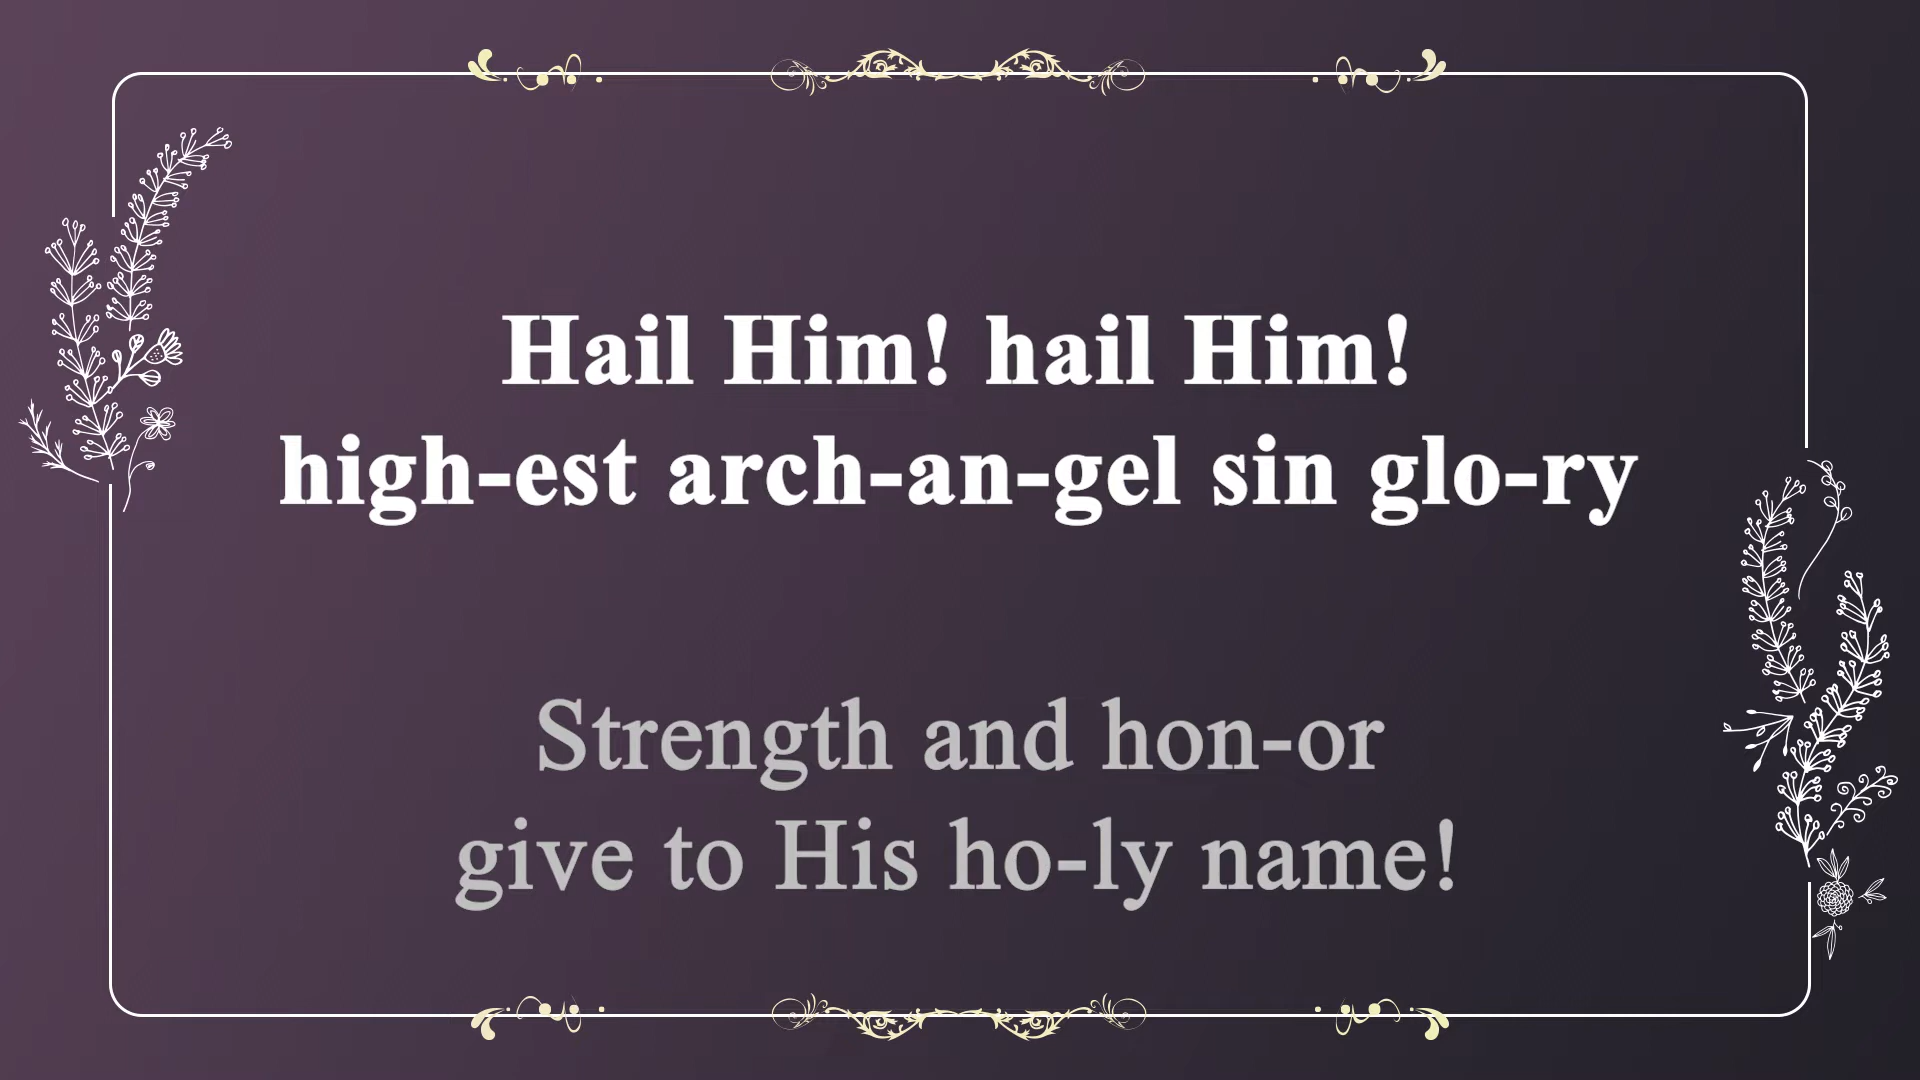 Hail Him! hail Him!
high-est arch-an-gel sin glo-ry
Strength and hon-or
give to His ho-ly name!